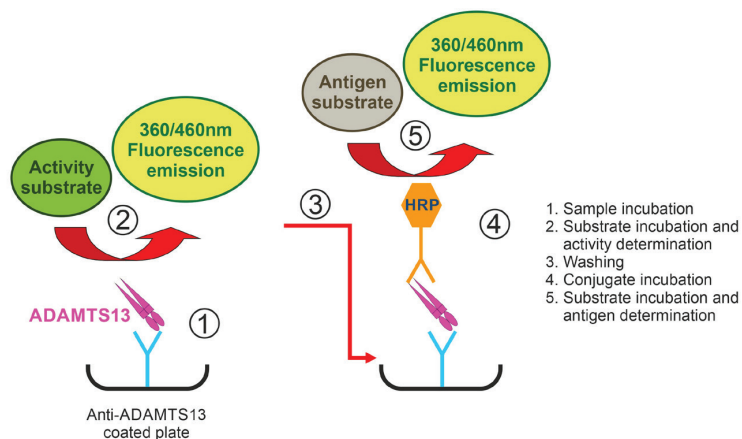 Activity
substrate
360/460nm
Fluorescence
emission
2
ADAMTS13
1
Anti-ADAMTS13
coated plate
3
Antigen
substrate
360/460nm
Fluorescence
emission
5
HRP
4
1. Sample incubation
2. Substrate incubation and
activity determination
3. Washing
4. Conjugate incubation
5. Substrate incubation and
antigen determination